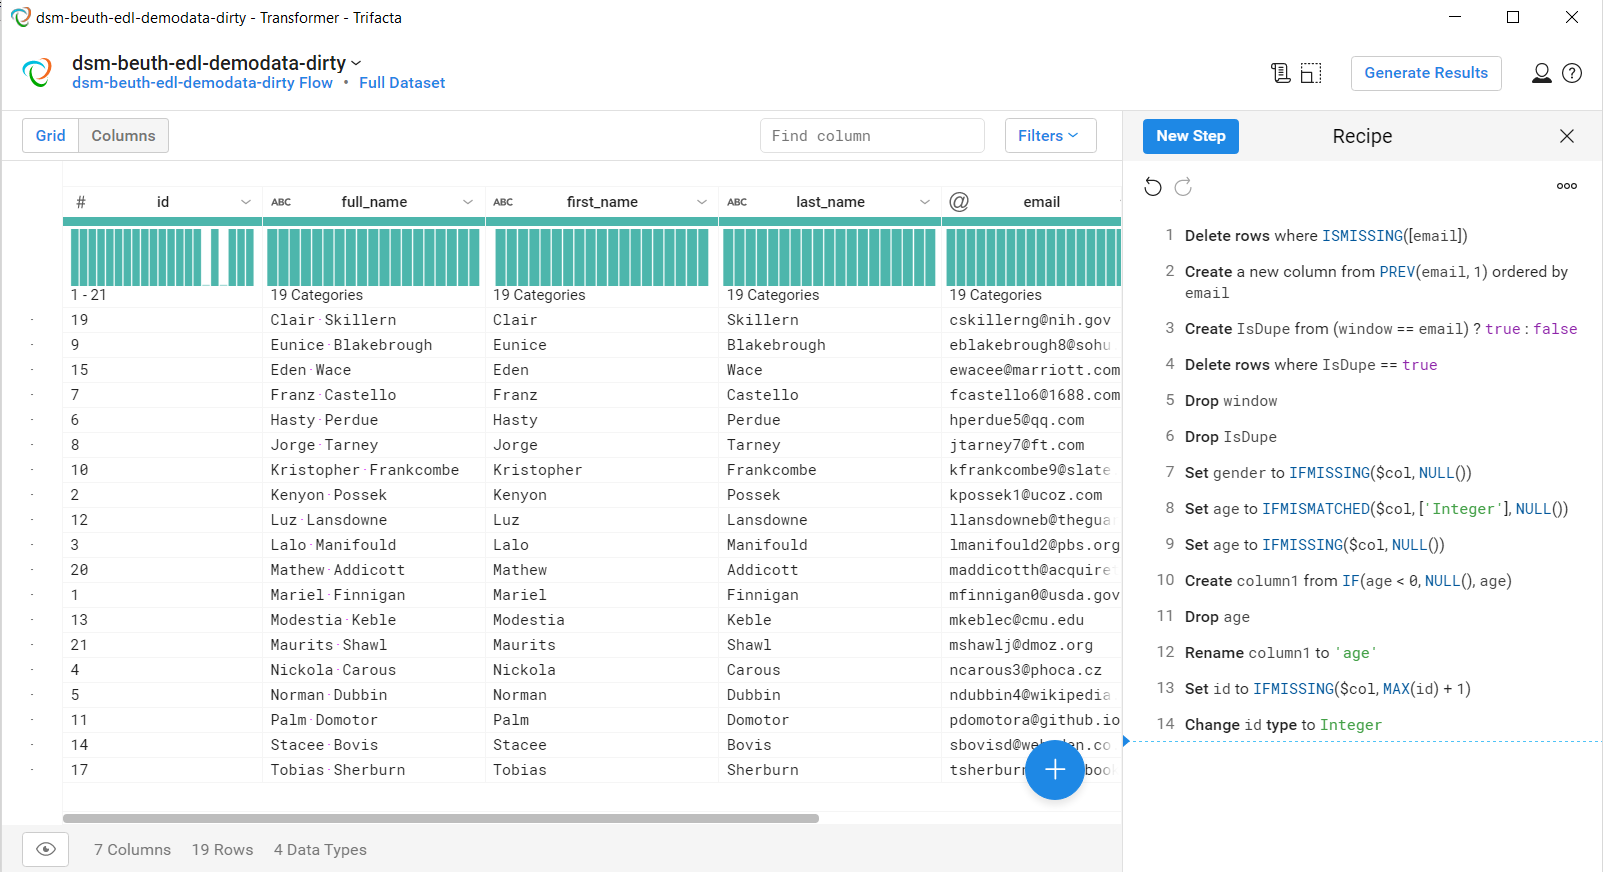 dsm-beuth-edl-demodata-dirty - Transformer - Trifacta
dsm-beuth-edl-demodata-dirty
dsm-beuth-edl-demodata-dirty Flow • Full Dataset
Generate Results
Grid Columns
Find column
Filters
# id
ABC full_name
ABC first_name
ABC last_name
@ email
1 - 21
19 Categories
19 Categories
19 Categories
19 Categories
19 Clair·Skillern Clair Skillern cskillerng@nih.gov
9 Eunice·Blakebrough Eunice Blakebrough eblakebrough8@sohu
15 Eden·Wace Eden Wace ewacee@marriott.com
7 Franz·Castello Franz Castello fcastello6@1688.com
6 Hasty·Perdue Hasty Perdue hperdue5@qq.com
8 Jorge·Tarney Jorge Tarney jtarney7@ft.com
10 Kristopher·Frankcombe Kristopher Frankcombe kfrankcombe9@slate
2 Kenyon·Possek Kenyon Possek kpossek1@ucoz.com
12 Luz·Lansdowne Luz Lansdowne llansdowneb@thegua
3 Lalo·Manifould Lalo Manifould lmanifould2@pbs.org
20 Mathew·Addicott Mathew Addicott maddicotth@acquire
1 Mariel·Finnigan Mariel Finnigan mfinnigan0@usda.gov
13 Modestia·Keble Modestia Keble mkeblec@cmu.edu
21 Maurits·Shawl Maurits Shawl mshawlj@dmoz.org
4 Nickola·Carous Nickola Carous ncarous3@phoca.cz
5 Norman·Dubbin Norman Dubbin ndubbin4@wikipedia
11 Palm·Domotor Palm Domotor pdomotora@github.io
14 Stacee·Bovis Stacee Bovis
17 Tobias·Sherburn Tobias Sherburn
7 Columns 19 Rows 4 Data Types
New Step
Recipe
1 Delete rows where ISMISSING([email])
2 Create a new column from PREV(email, 1) ordered by
email
3 Create IsDupe from (window == email) ? true : false
4 Delete rows where IsDupe == true
5 Drop window
6 Drop IsDupe
7 Set gender to IFMISSING($col, NULL())
8 Set age to IFMISMATCHED($col, ['Integer'], NULL())
9 Set age to IFMISSING($col, NULL())
10 Create column1 from IF(age < 0, NULL(), age)
11 Drop age
12 Rename column1 to 'age'
13 Set id to IFMISSING($col, MAX(id) + 1)
14 Change id type to Integer